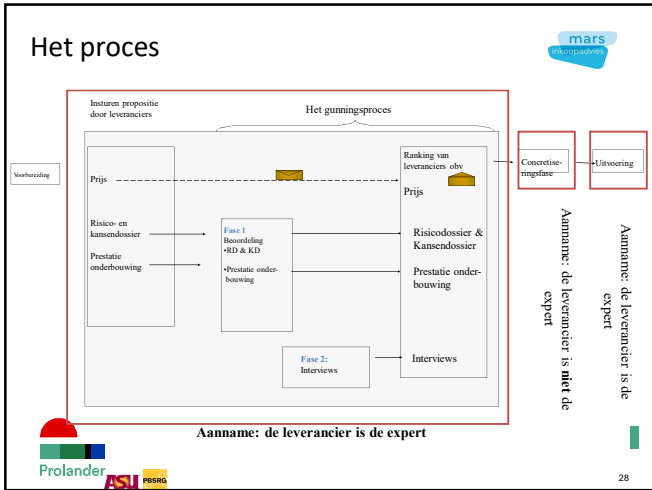 Het proces
mars
inkoopadvies
Insturen propositie
door leveranciers
Het gunningsproces
Voorbereiding
Prijs
Risico- en
kansendossier
Prestatie
onderbouwing
Fase 1
Beoordeling
•RD & KD
•Prestatie onder-
bouwing
Fase 2:
Interviews
Ranking van
leveranciers obv
Prijs
Risicodossier &
Kansendossier
Prestatie onder-
bouwing
Interviews
Concretise-
ringsfase
Uitvoering
Aanname: de leverancier is niet de
expert
Aanname: de leverancier is de
expert
Aanname: de leverancier is de expert
Prolander
ASU
PBSRG
28